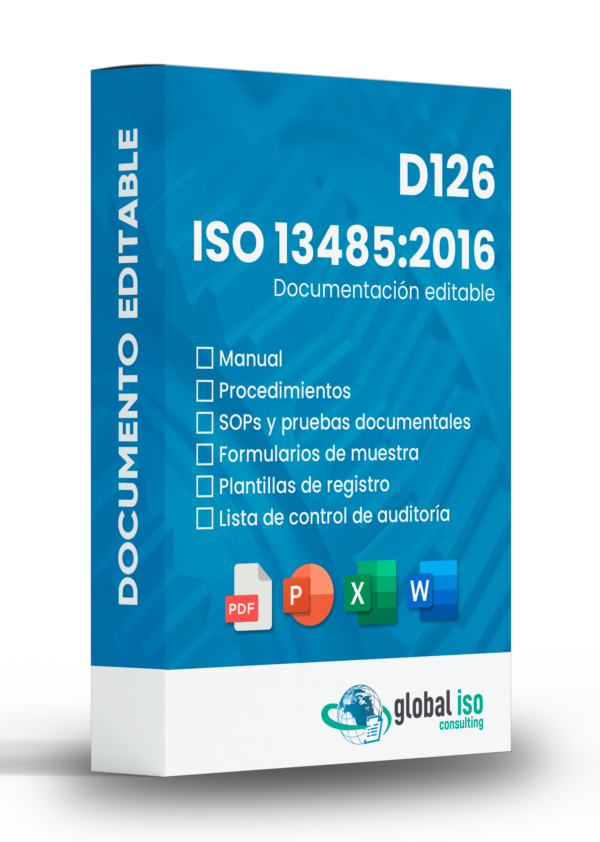 DOCUMENTO EDITABLE
D126
ISO 13485:2016
Documentación editable
Manual
Procedimientos
SOPs y pruebas documentales
Formularios de muestra
Plantillas de registro
Lista de control de auditoría
PDF
P
X
W
global iso
consulting